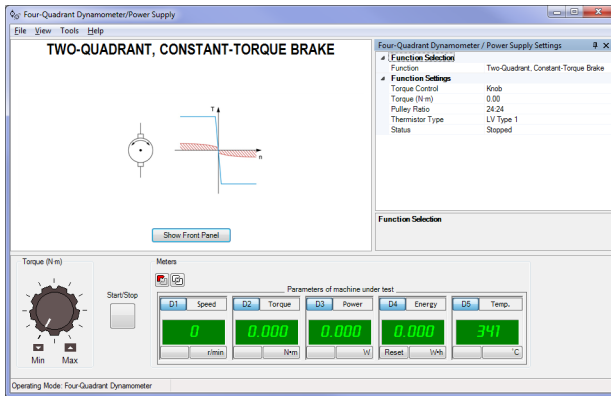 Four-Quadrant Dynamometer/Power Supply
File View Tools Help
TWO-QUADRANT, CONSTANT-TORQUE BRAKE
T
n
Show Front Panel
Four-Quadrant Dynamometer / Power Supply Settings
Function Selection
Function Two-Quadrant, Constant-Torque Brake
Function Settings
Torque Control Knob
Torque (N·m) 0.00
Pulley Ratio 24:24
Thermistor Type LV Type 1
Status Stopped
Function Selection
Torque (N·m)
Min Max
Start/Stop
Meters
Parameters of machine under test
D1 Speed D2 Torque D3 Power D4 Energy D5 Temp.
0 0.000 0.000 0.000 341
r/min N•m W Reset W•h °C
Operating Mode: Four-Quadrant Dynamometer